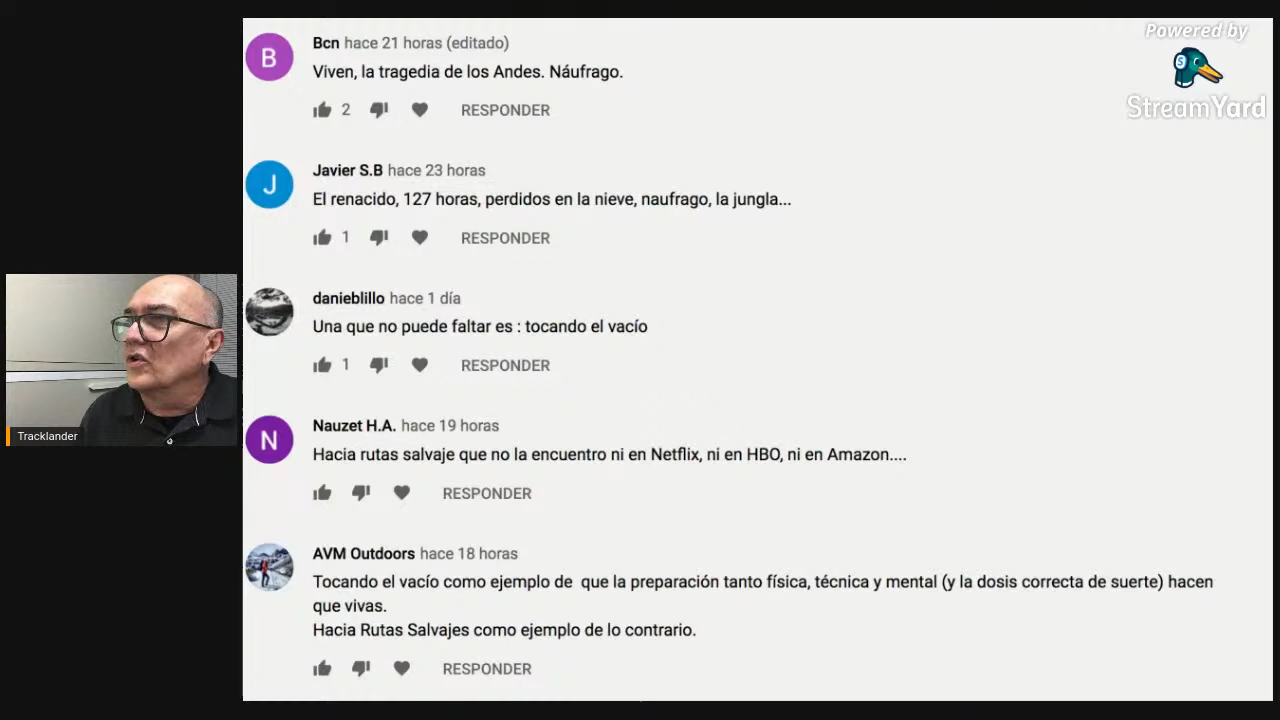 Powered by
StreamYard
B
Bcn hace 21 horas (editado)
Viven, la tragedia de los Andes. Náufrago.
2 RESPONDER
J
Javier S.B hace 23 horas
El renacido, 127 horas, perdidos en la nieve, naufrago, la jungla...
1 RESPONDER
danieblillo hace 1 día
Una que no puede faltar es : tocando el vacío
1 RESPONDER
Tracklander
N
Nauzet H.A. hace 19 horas
Hacia rutas salvaje que no la encuentro ni en Netflix, ni en HBO, ni en Amazon....
RESPONDER
AVM Outdoors hace 18 horas
Tocando el vacío como ejemplo de  que la preparación tanto física, técnica y mental (y la dosis correcta de suerte) hacen
que vivas.
Hacia Rutas Salvajes como ejemplo de lo contrario.
RESPONDER